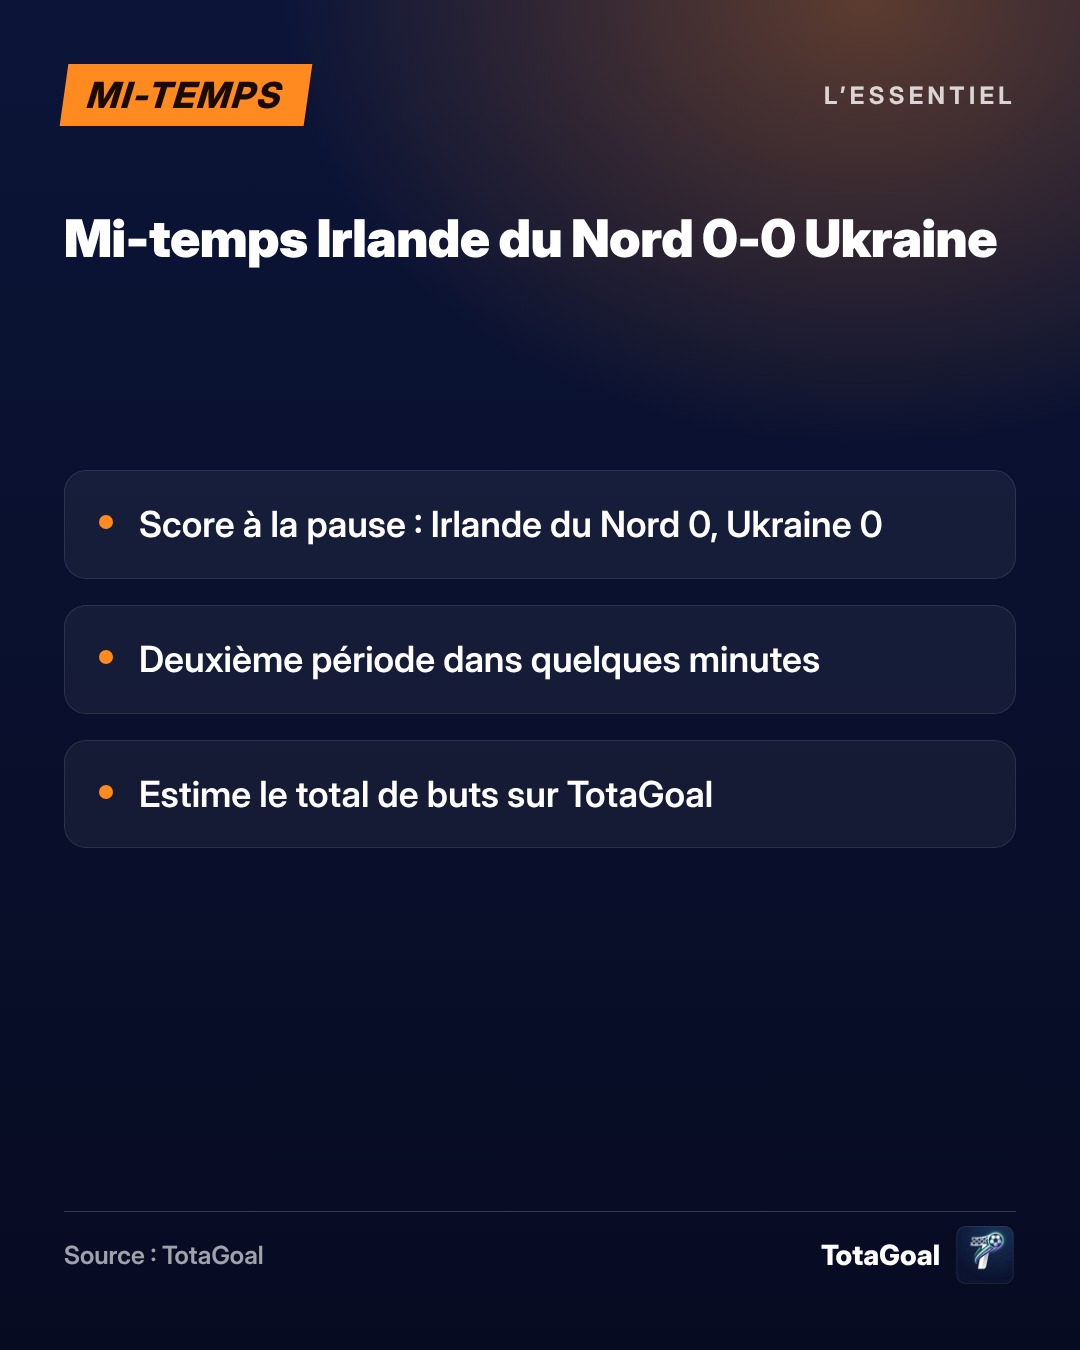 MI-TEMPS
L'ESSENTIEL
Mi-temps Irlande du Nord 0-0 Ukraine
Score à la pause : Irlande du Nord 0, Ukraine 0
Deuxième période dans quelques minutes
Estime le total de buts sur TotaGoal
Source : TotaGoal
TotaGoal